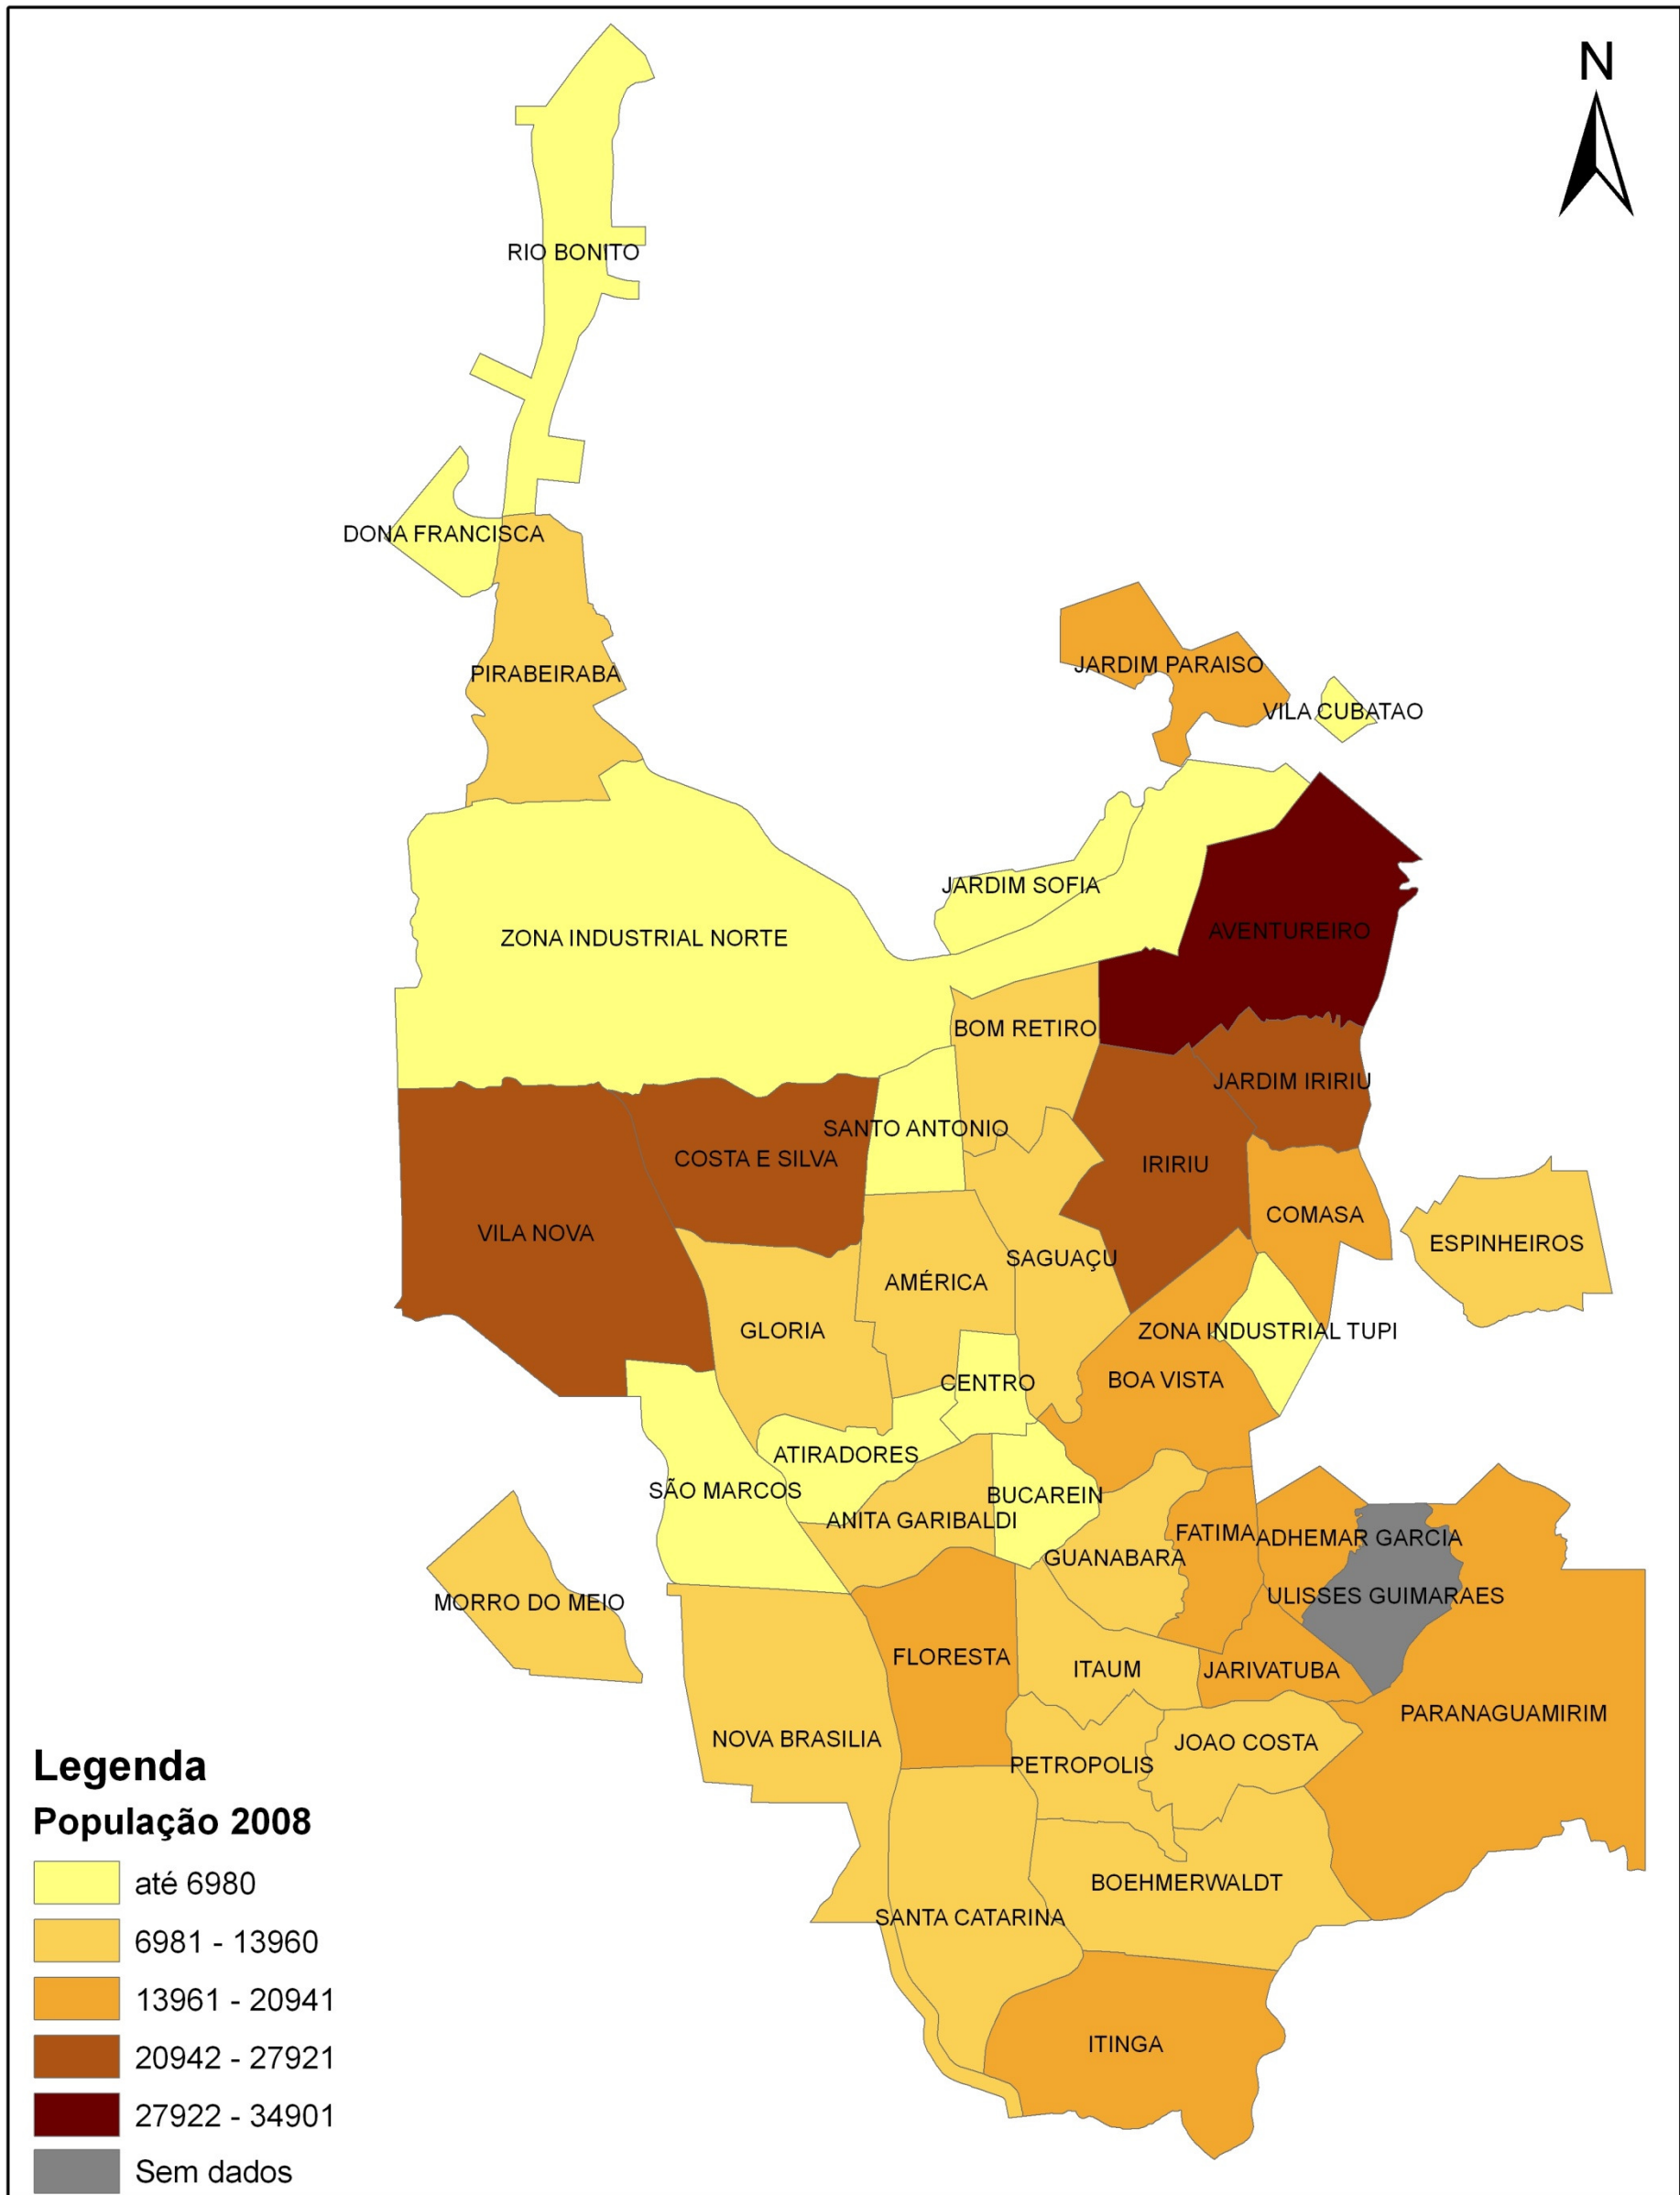 N
RIO BONITO
DONA FRANCISCA
PIRABEIRABA
JARDIM PARAISO
VILA CUBATAO
JARDIM SOFIA
AVENTUREIRO
ZONA INDUSTRIAL NORTE
BOM RETIRO
JARDIM IRIRIU
SANTO ANTONIO
COSTA E SILVA
IRIRIU
COMASA
VILA NOVA
ESPINHEIROS
SAGUAÇU
AMÉRICA
GLORIA
ZONA INDUSTRIAL TUPI
BOA VISTA
CENTRO
ATIRADORES
SÃO MARCOS
BUCAREIN
ANITA GARIBALDI
FATIMA
ADHEMAR GARCIA
GUANABARA
ULISSES GUIMARAES
MORRO DO MEIO
FLORESTA
ITAUM
JARIVATUBA
PARANAGUAMIRIM
NOVA BRASILIA
JOAO COSTA
PETROPOLIS
BOEHMERWALDT
SANTA CATARINA
ITINGA
Legenda
População 2008
até 6980
6981 - 13960
13961 - 20941
20942 - 27921
27922 - 34901
Sem dados